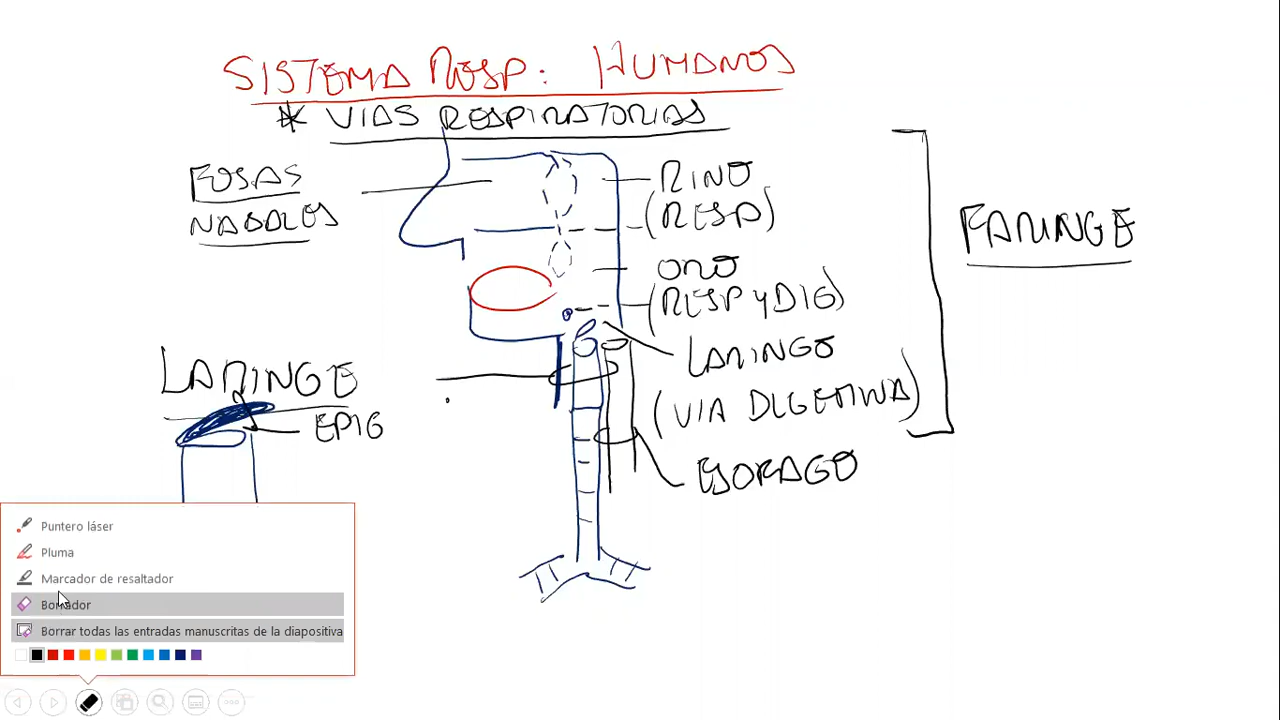 SISTEMA RESP: HUMANOS
* VIAS RESPIRATORIAS
FOSAS
NASALES
RINO
(RESP)
ORO
(RESP Y DIG)
LARINGO
(VIA DIGESTIVA)
ESOFAGO
FARINGE
LARINGE
EPIG
Puntero láser
Pluma
Marcador de resaltador
Borrador
Borrar todas las entradas manuscritas de la diapositiva